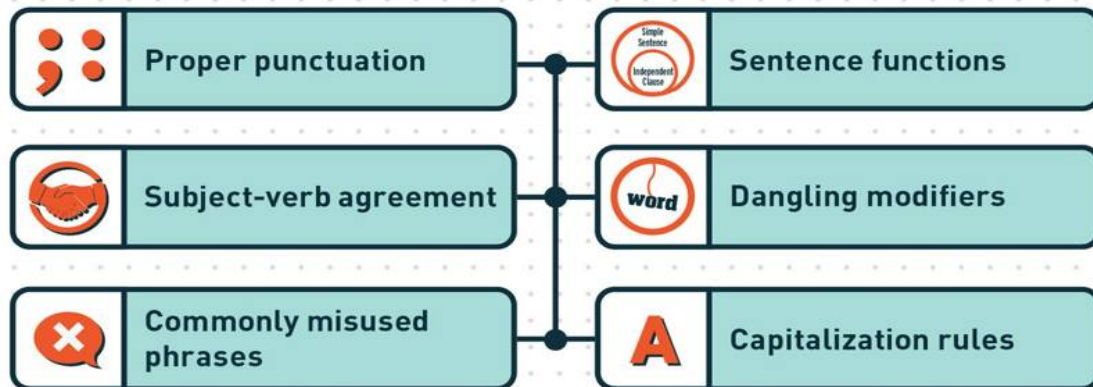 Proper punctuation
Simple
Sentence
Independent
Clause
Sentence functions
Subject-verb agreement
word
Dangling modifiers
Commonly misused
phrases
A
Capitalization rules